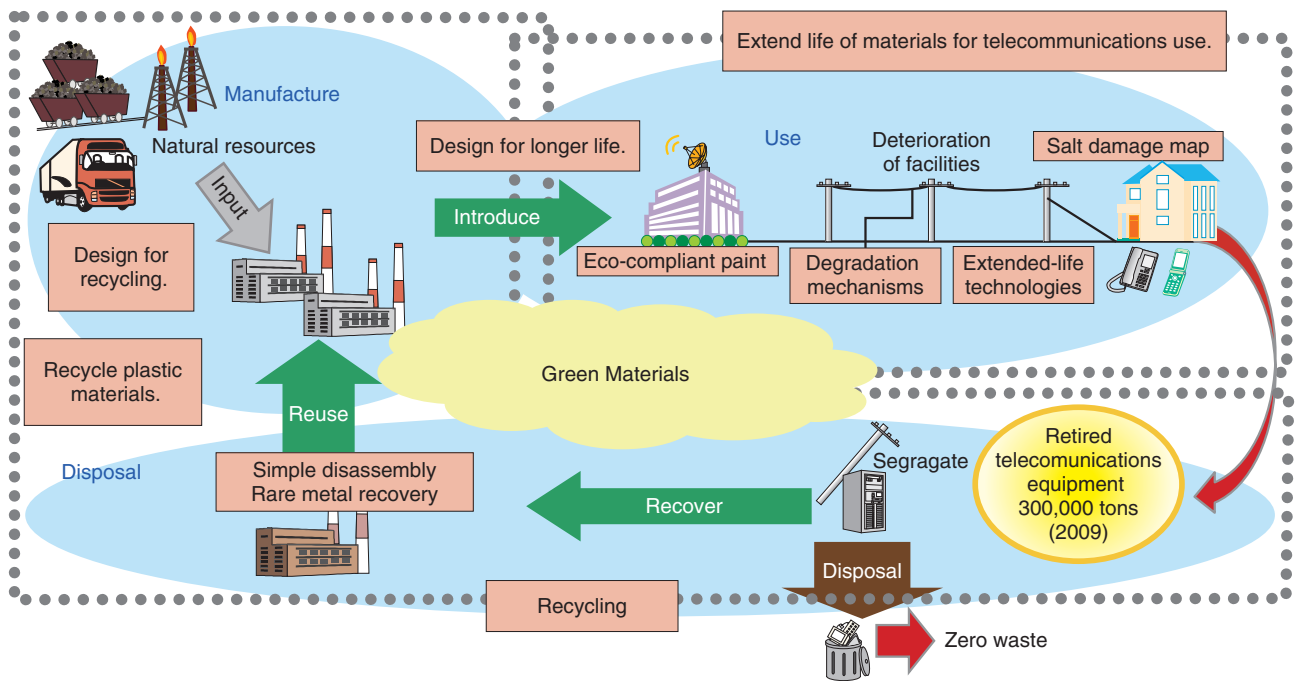 Extend life of materials for telecommunications use.
Manufacture
Natural resources
Input
Design for
recycling.
Recycle plastic
materials.
Design for longer life.
Introduce
Use
Deterioration
of facilities
Salt damage map
Eco-compliant paint
Degradation
mechanisms
Extended-life
technologies
Green Materials
Reuse
Disposal
Simple disassembly
Rare metal recovery
Recover
Segragate
Retired
telecomunications
equipment
300,000 tons
(2009)
Disposal
Recycling
Zero waste